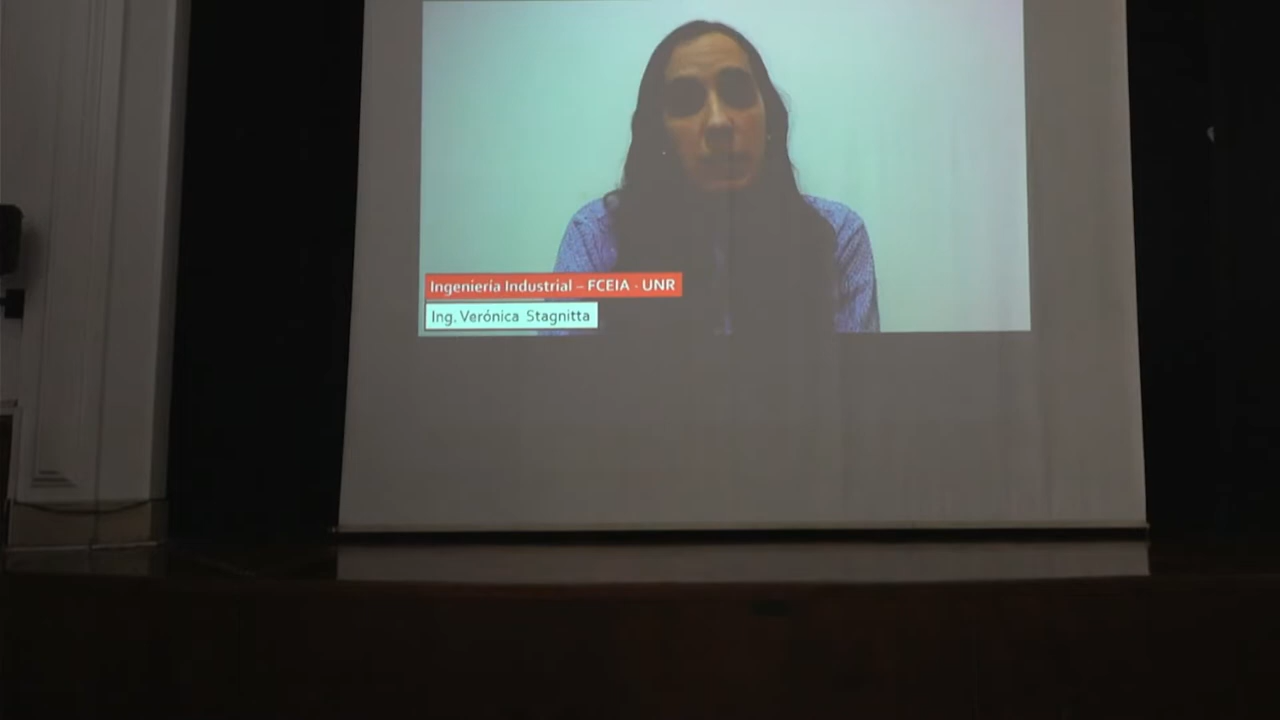 Ingeniería Industrial – FCEIA - UNR
Ing. Verónica Stagnitta